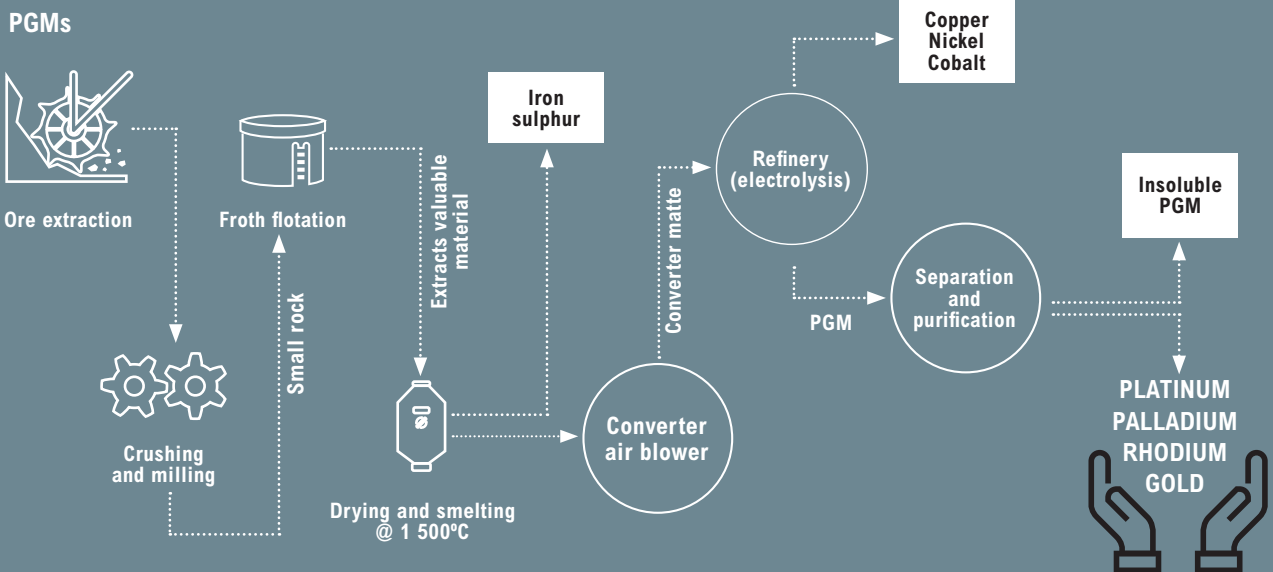 PGMs
Ore extraction
Crushing
and milling
Small rock
Froth flotation
Extracts valuable
material
Drying and smelting
@ 1 500ºC
Iron
sulphur
Converter
air blower
Converter matte
Refinery
(electrolysis)
Copper
Nickel
Cobalt
PGM
Separation
and
purification
Insoluble
PGM
PLATINUM
PALLADIUM
RHODIUM
GOLD